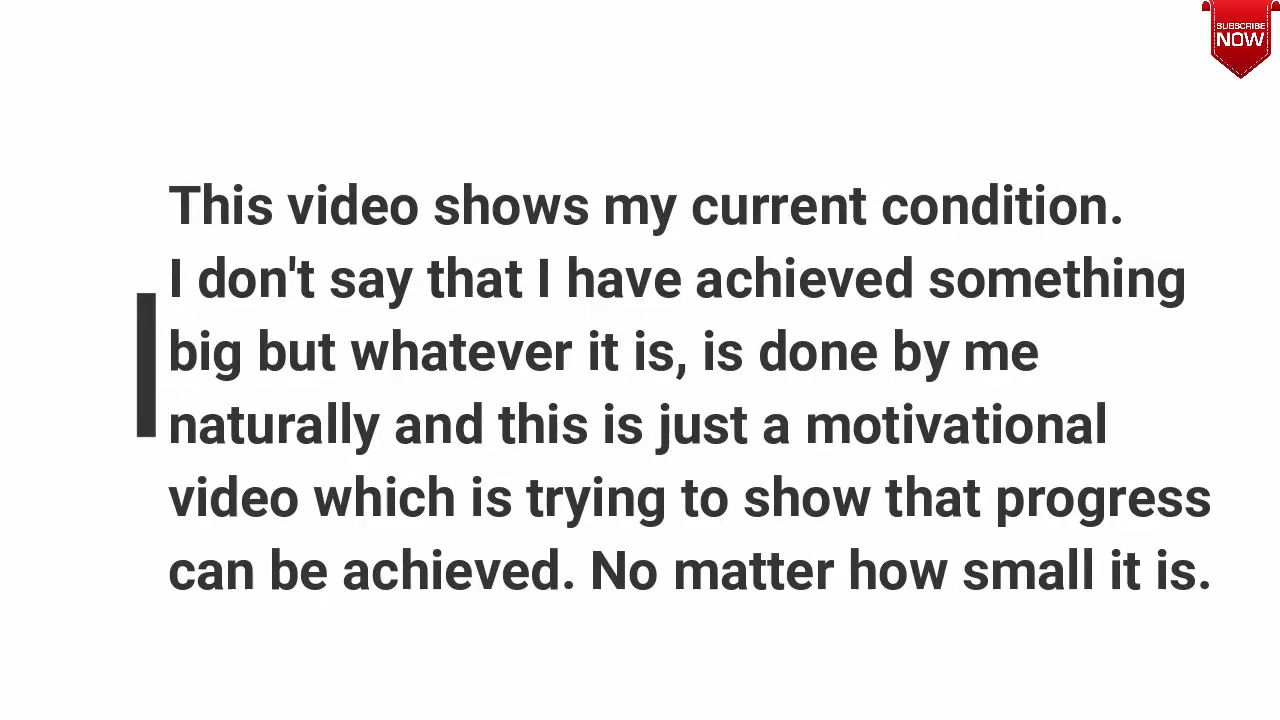 SUBSCRIBE
NOW
This video shows my current condition.
I don't say that I have achieved something
big but whatever it is, is done by me
naturally and this is just a motivational
video which is trying to show that progress
can be achieved. No matter how small it is.